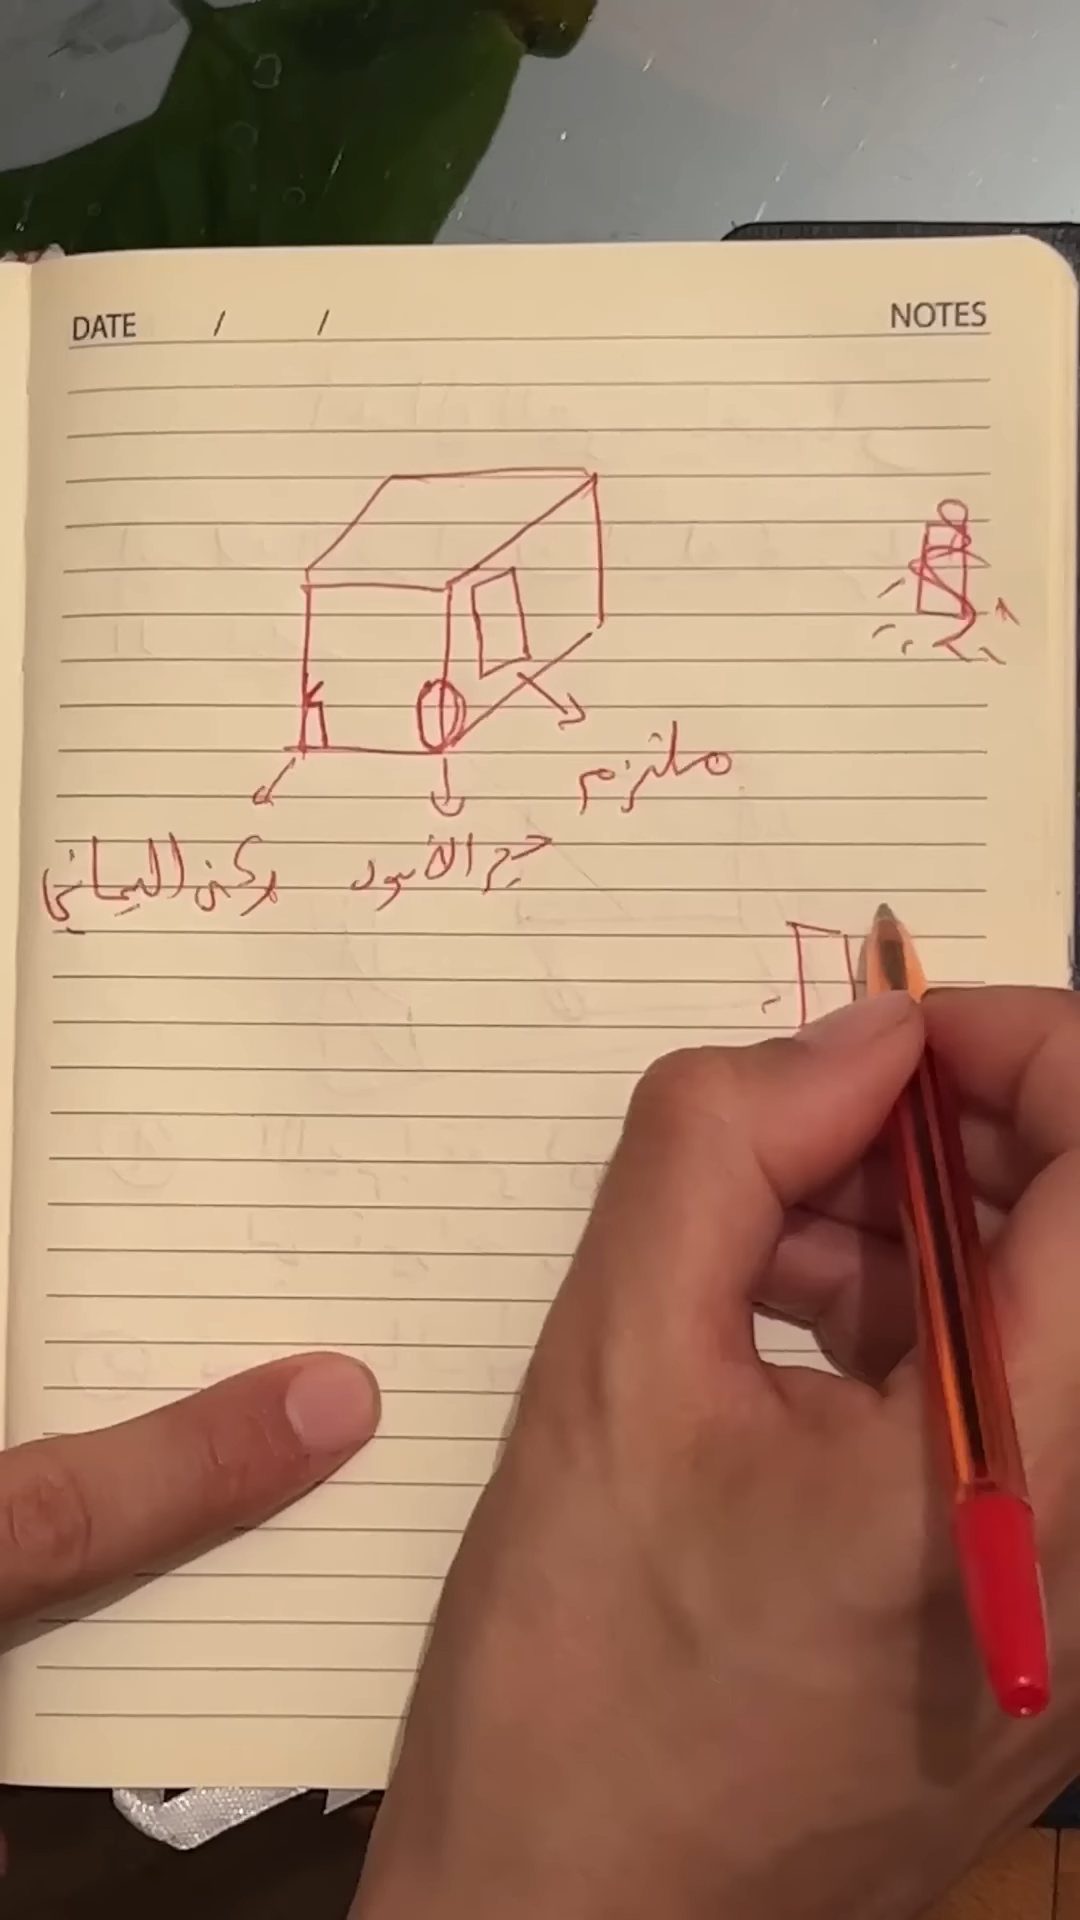 DATE / /
NOTES
ملتزم
حجر الأسود
ركن اليماني